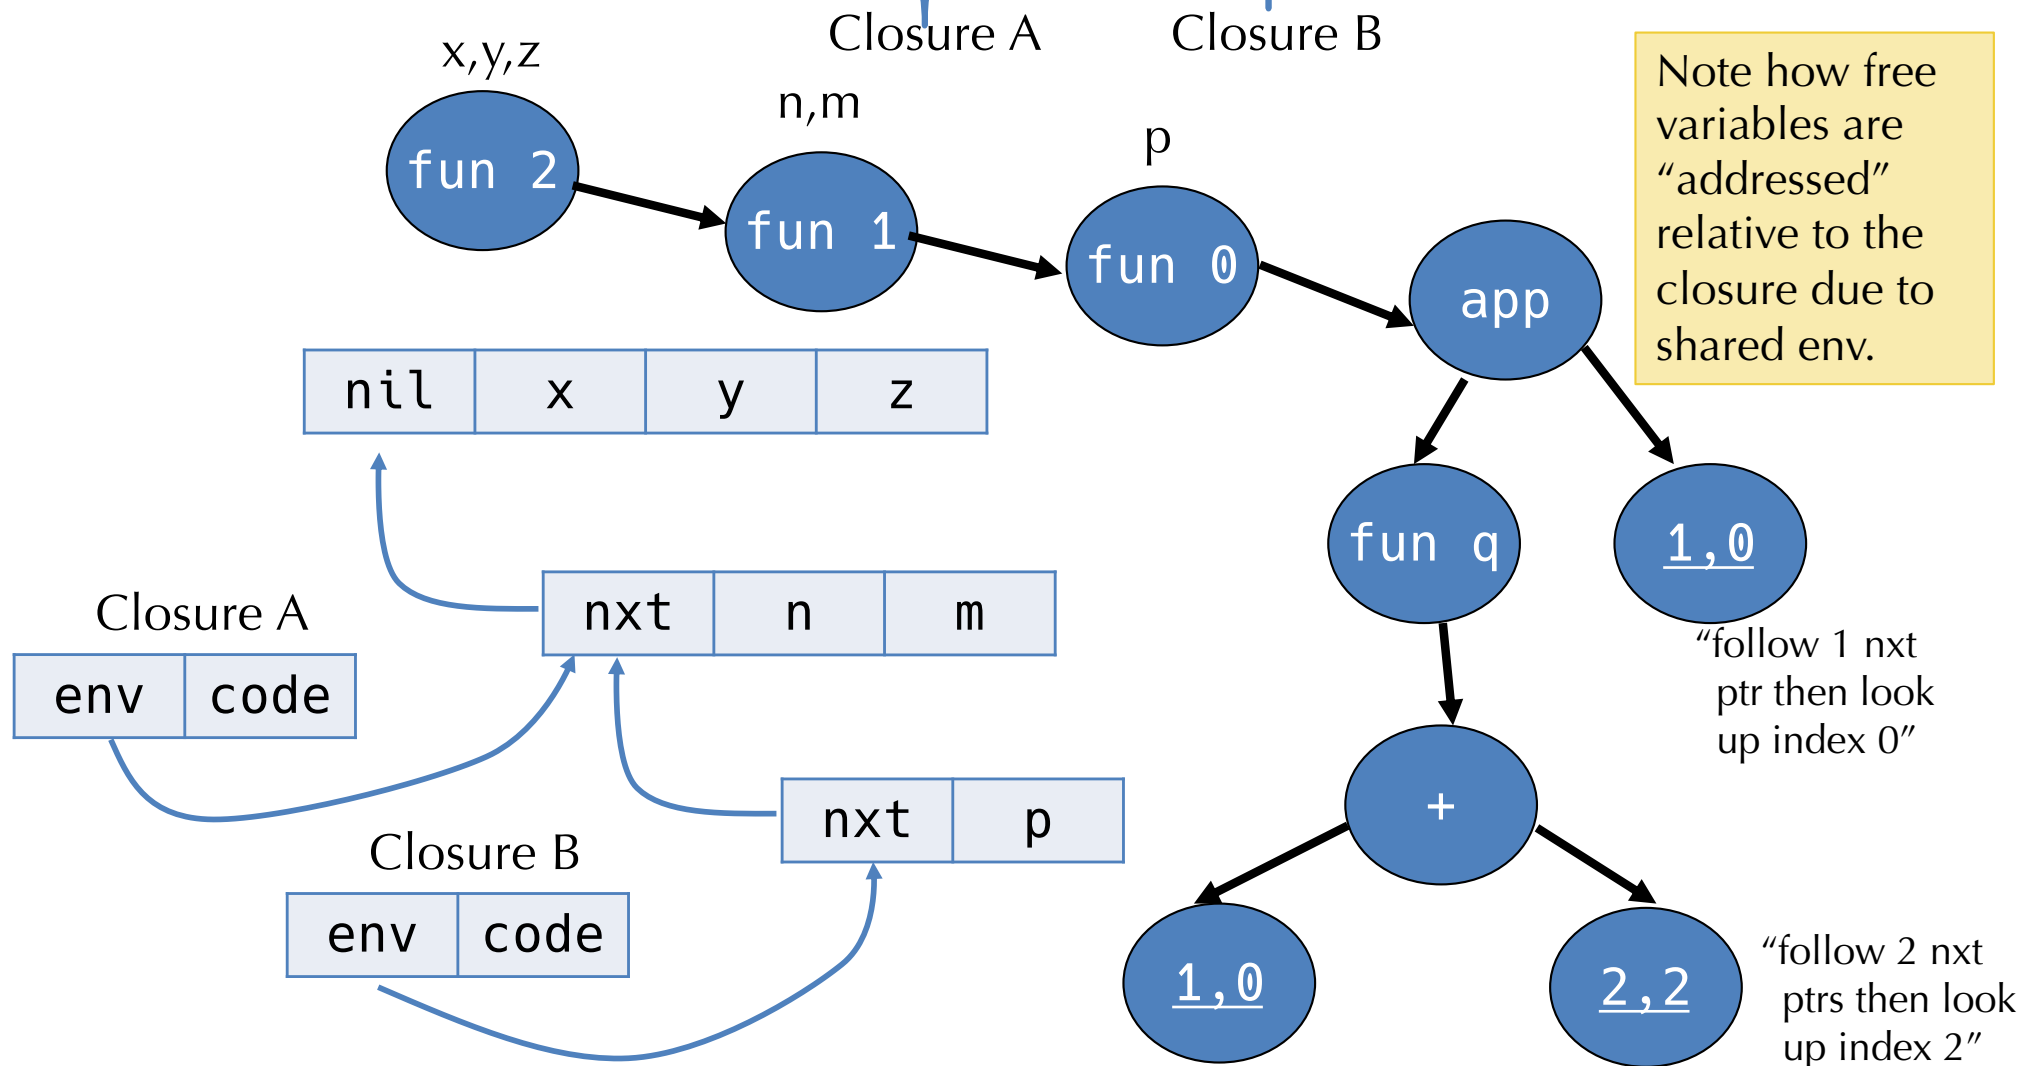 Closure A
Closure B
x,y,z
n,m
p
fun 2
fun 1
fun 0
app
Note how free
variables are
“addressed”
relative to the
closure due to
shared env.
nil x y z
fun q
1,0
“follow 1 nxt
ptr then look
up index 0”
nxt n m
Closure A
env code
+
nxt p
Closure B
env code
1,0
2,2
“follow 2 nxt
ptrs then look
up index 2”